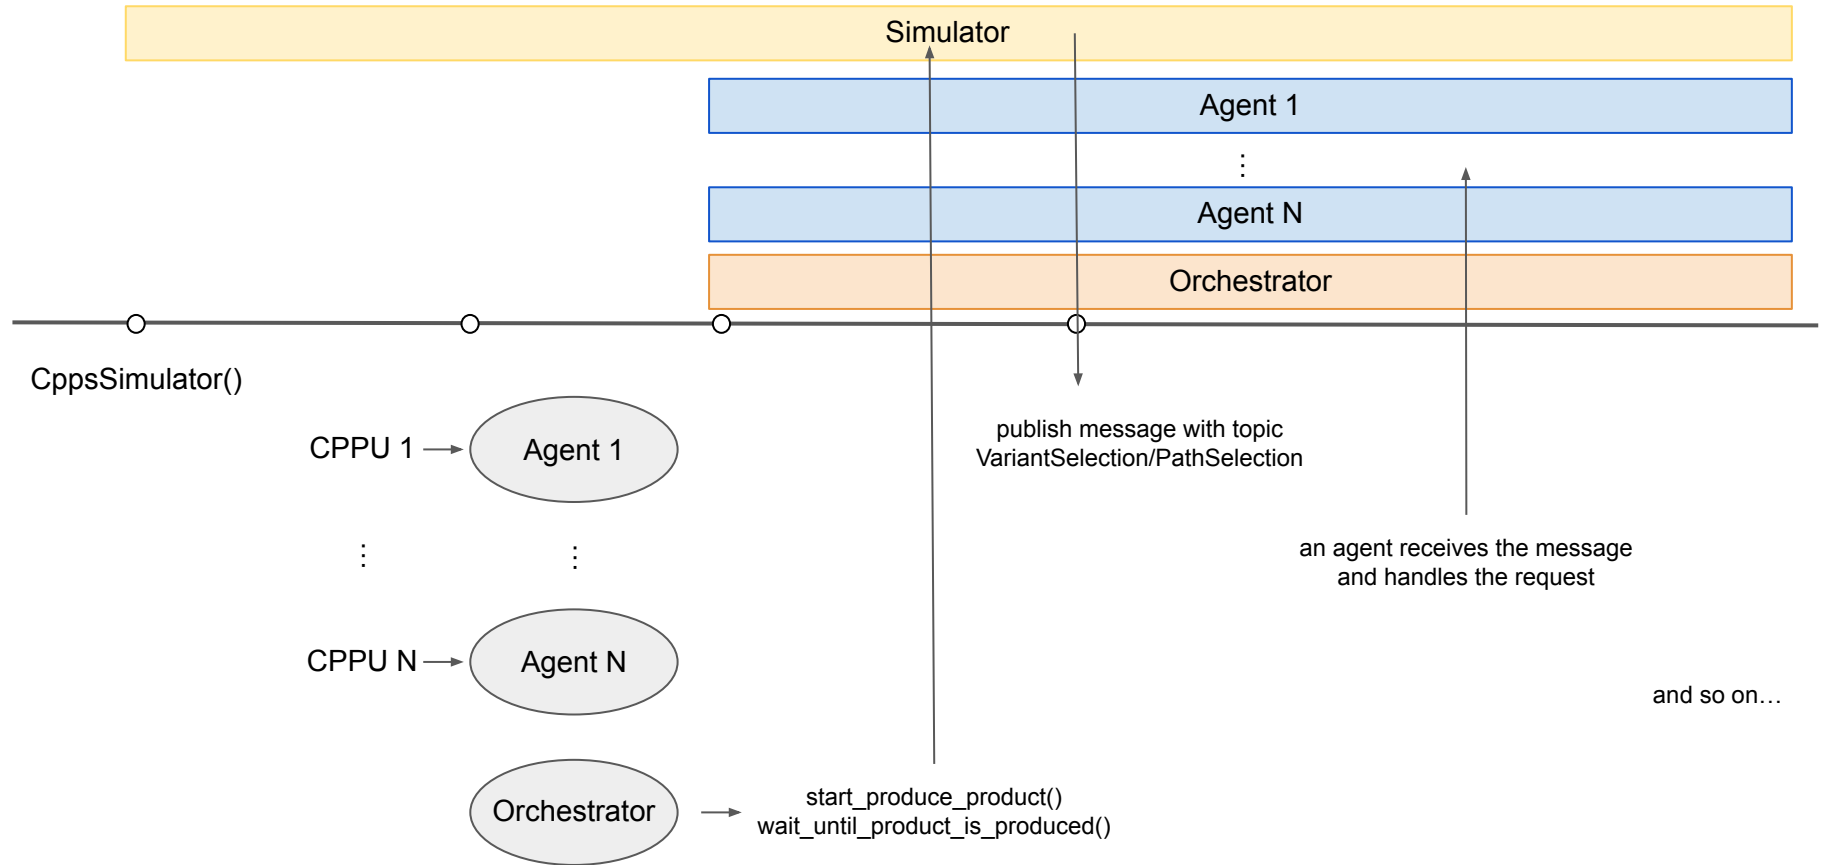 Simulator
Agent 1
⋮
Agent N
Orchestrator
CppsSimulator()
CPPU 1
Agent 1
publish message with topic
VariantSelection/PathSelection
⋮
⋮
an agent receives the message
and handles the request
CPPU N
Agent N
and so on…
Orchestrator
start_produce_product()
wait_until_product_is_produced()